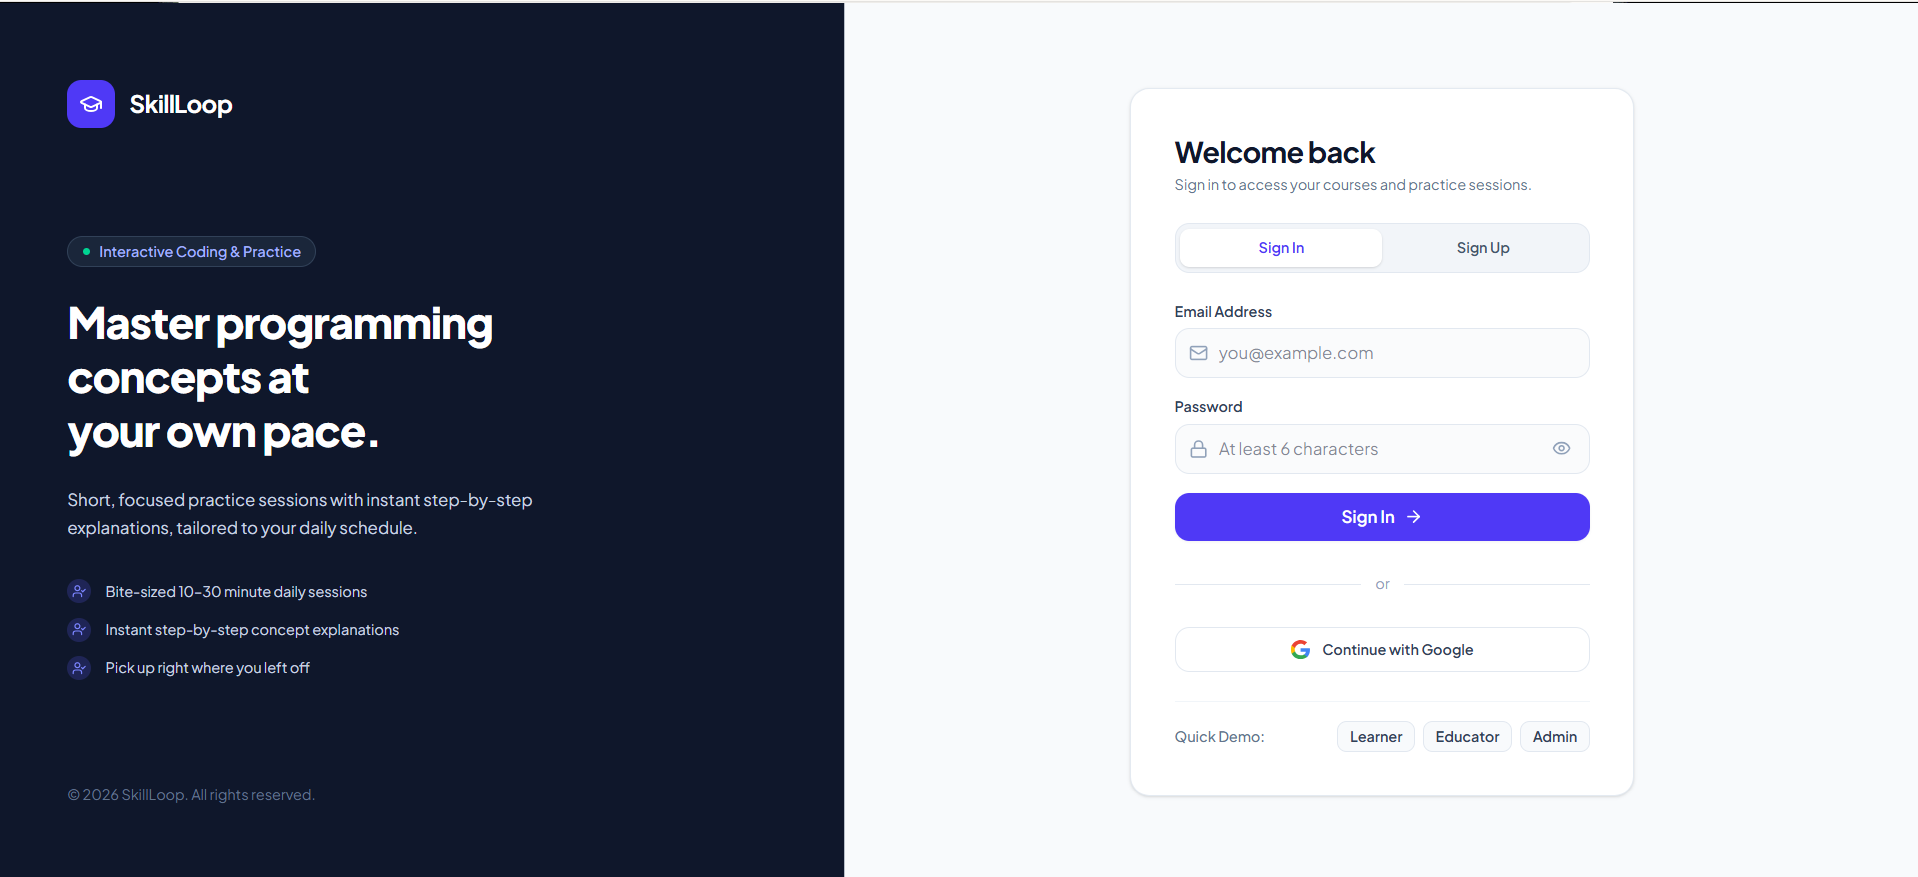 SkillLoop
Interactive Coding & Practice
Master programming
concepts at
your own pace.
Short, focused practice sessions with instant step-by-step
explanations, tailored to your daily schedule.
Bite-sized 10–30 minute daily sessions
Instant step-by-step concept explanations
Pick up right where you left off
© 2026 SkillLoop. All rights reserved.
Welcome back
Sign in to access your courses and practice sessions.
Sign In
Sign Up
Email Address
you@example.com
Password
At least 6 characters
Sign In →
or
Continue with Google
Quick Demo:
Learner
Educator
Admin